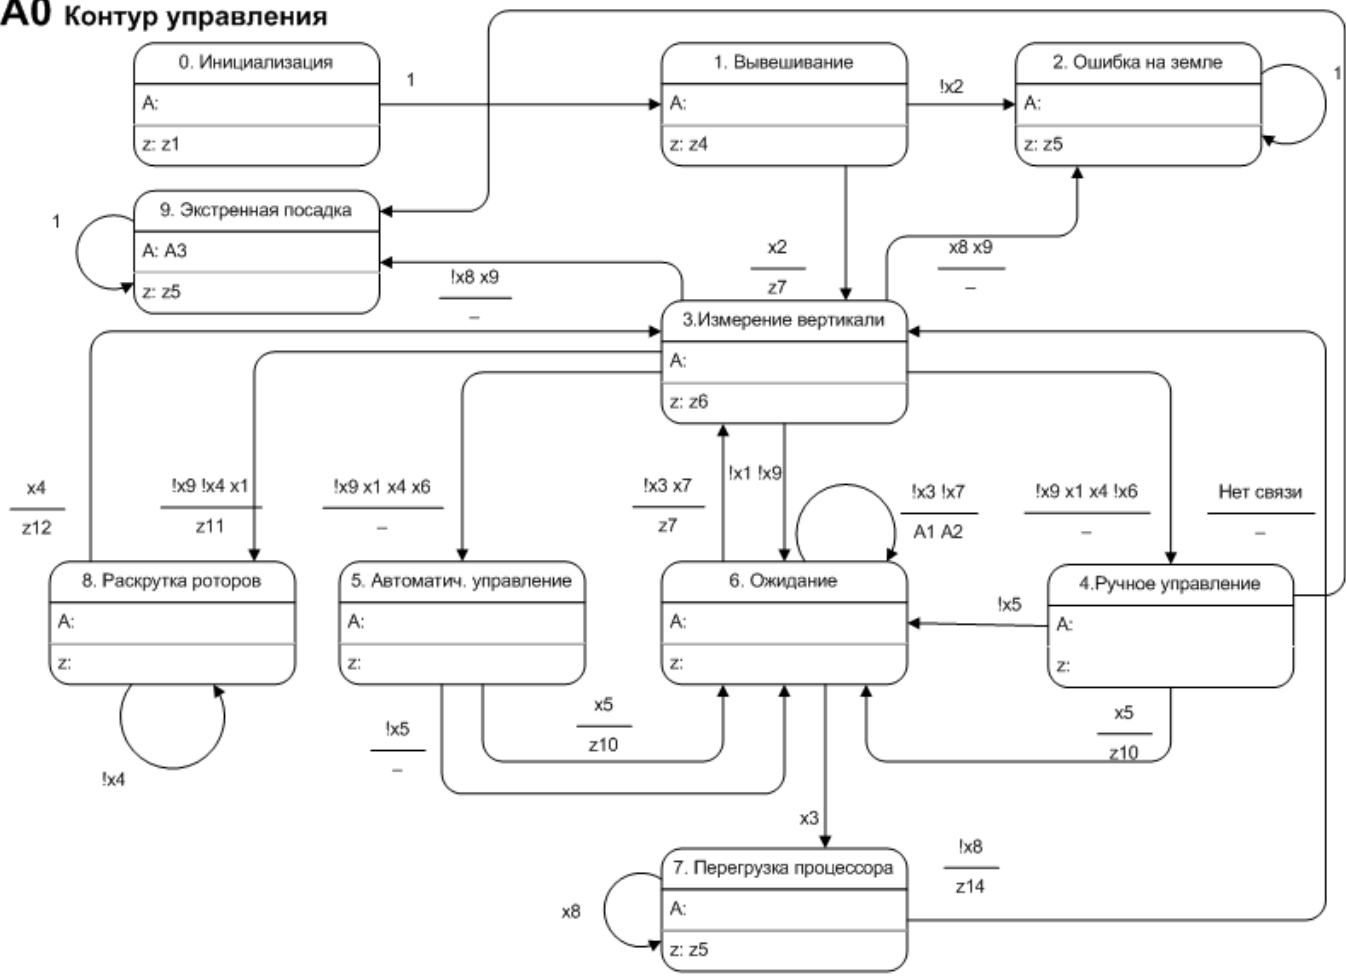 A0 Контур управления
0. Инициализация
A:
z: z1
1
1. Вывешивание
A:
z: z4
!x2
2. Ошибка на земле
A:
z: z5
1
9. Экстренная посадка
A: A3
z: z5
1
!x8 x9
–
x2
z7
x8 x9
–
3.Измерение вертикали
A:
z: z6
x4
z12
!x9 !x4 x1
z11
!x9 x1 x4 x6
–
!x3 x7
z7
!x1 !x9
!x3 !x7
A1 A2
!x9 x1 x4 !x6
–
Нет связи
–
8. Раскрутка роторов
A:
z:
!x4
5. Автоматич. управление
A:
z:
6. Ожидание
A:
z:
!x5
4.Ручное управление
A:
z:
!x5
–
x5
z10
x5
z10
x3
7. Перегрузка процессора
A:
z: z5
x8
!x8
z14